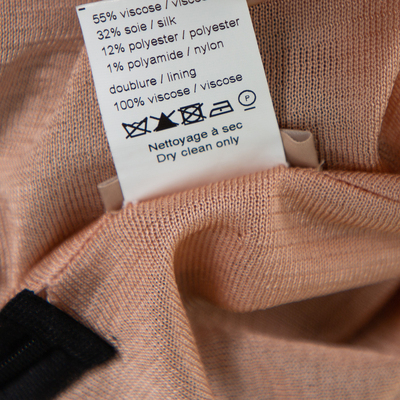 55% viscose / viscose
32% soie / silk
12% polyester / polyester
1% polyamide / nylon
doublure / lining
100% viscose / viscose
P
Nettoyage à sec
Dry clean only